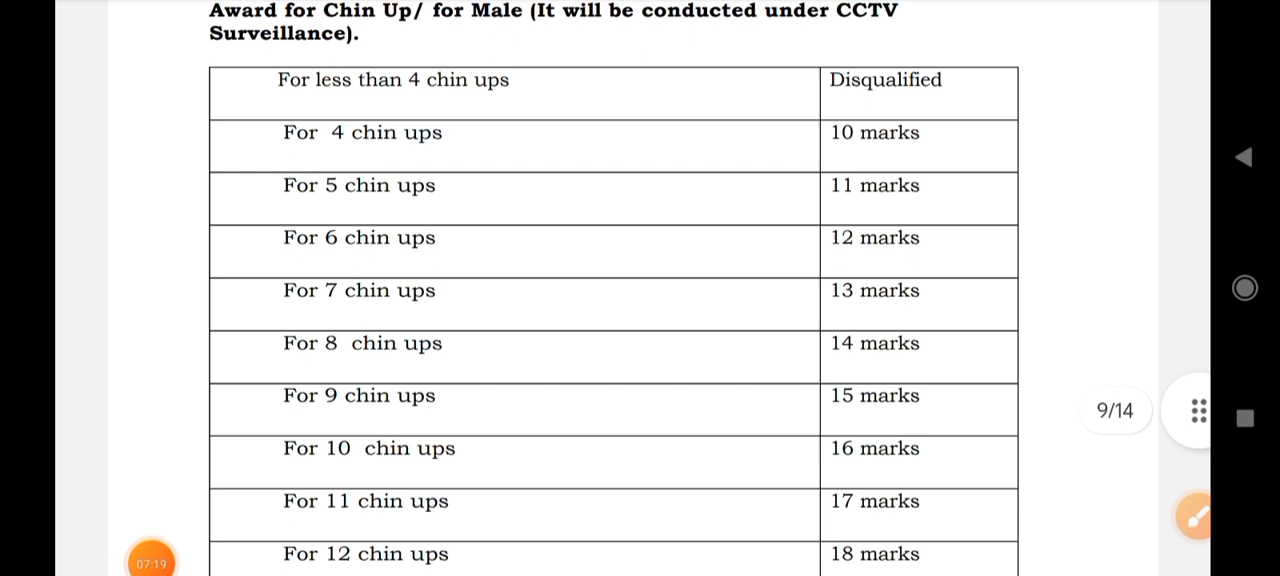 Award for Chin Up/ for Male (It will be conducted under CCTV
Surveillance).
For less than 4 chin ups Disqualified
For 4 chin ups 10 marks
For 5 chin ups 11 marks
For 6 chin ups 12 marks
For 7 chin ups 13 marks
For 8 chin ups 14 marks
For 9 chin ups 15 marks
9/14
For 10 chin ups 16 marks
For 11 chin ups 17 marks
For 12 chin ups 18 marks
07:19